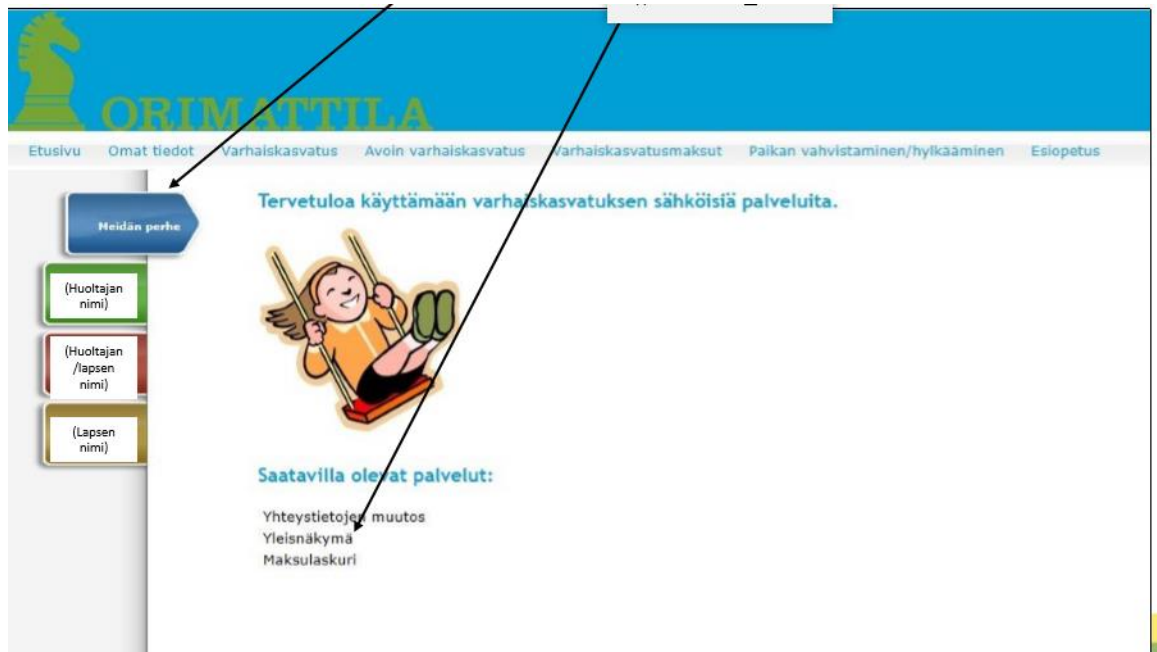 ORIMATTILA
Etusivu Omat tiedot Varhaiskasvatus Avoin varhaiskasvatus Varhaiskasvatusmaksut Paikan vahvistaminen/hylkääminen Esiopetus
Tervetuloa käyttämään varhaiskasvatuksen sähköisiä palveluita.
Meidän perhe
(Huoltajan
nimi)
(Huoltajan
/lapsen
nimi)
(Lapsen
nimi)
Saatavilla olevat palvelut:
Yhteystietojen muutos
Yleisnäkymä
Maksulaskuri